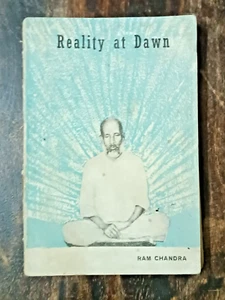 Reality at Dawn
RAM CHANDRA